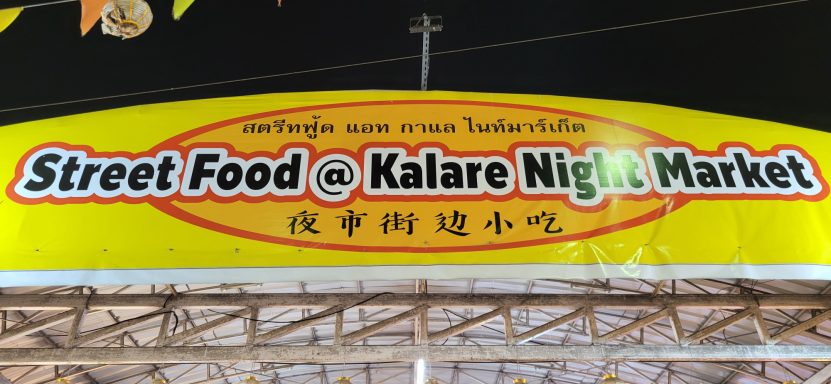 สตรีทฟู้ด แอท กาแล ไนท์มาร์เก็ต
Street Food @ Kalare Night Market
夜市街边小吃